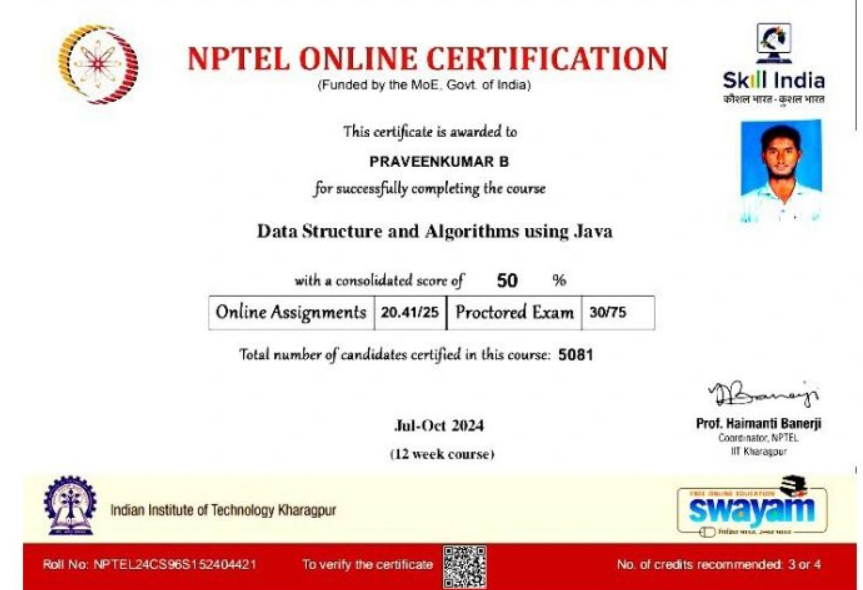 NPTEL ONLINE CERTIFICATION
(Funded by the MoE, Govt. of India)
Skill India
कौशल भारत - कुशल भारत
This certificate is awarded to
PRAVEENKUMAR B
for successfully completing the course
Data Structure and Algorithms using Java
with a consolidated score of 50 %
Online Assignments 20.41/25 Proctored Exam 30/75
Total number of candidates certified in this course: 5081
Jul-Oct 2024
(12 week course)
Prof. Haimanti Banerji
Coordinator, NPTEL
IIT Kharagpur
Indian Institute of Technology Kharagpur
FREE ONLINE EDUCATION
swayam
Roll No: NPTEL24CS96S152404421
To verify the certificate
No. of credits recommended: 3 or 4